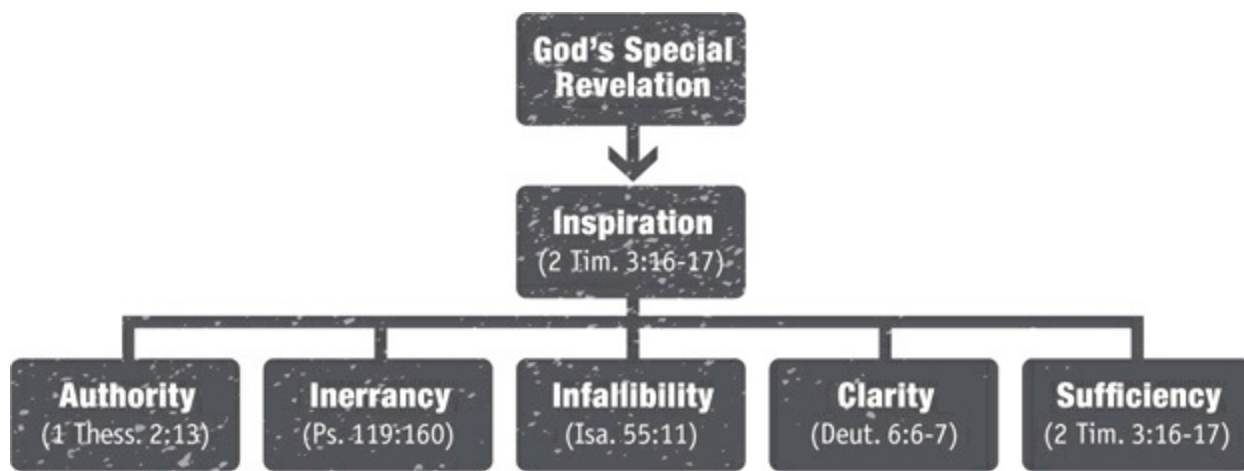 God's Special
Revelation
Inspiration
(2 Tim. 3:16-17)
Authority
(1 Thess. 2:13)
Inerrancy
(Ps. 119:160)
Infallibility
(Isa. 55:11)
Clarity
(Deut. 6:6-7)
Sufficiency
(2 Tim. 3:16-17)